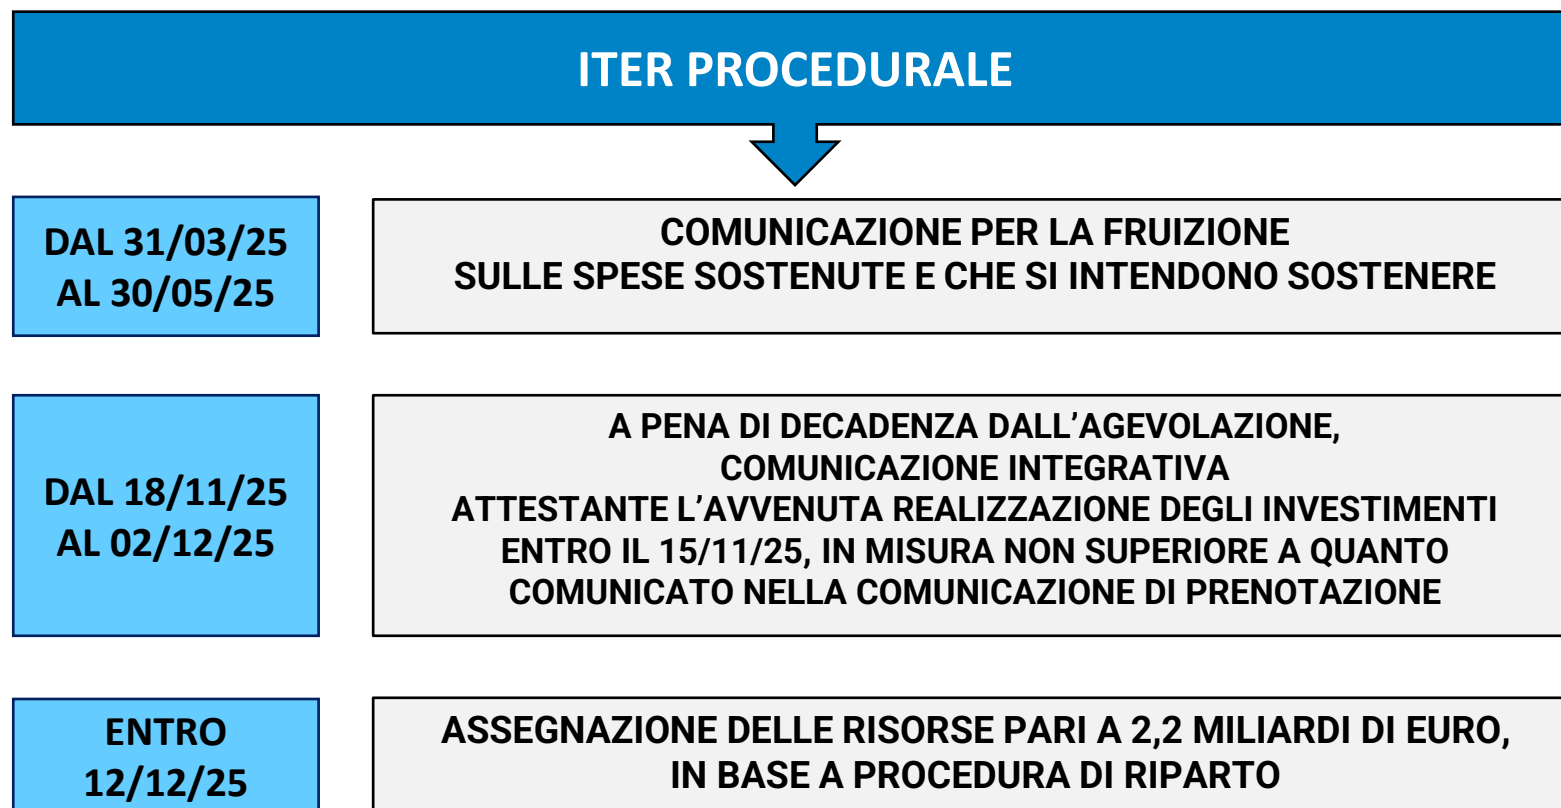 ITER PROCEDURALE
DAL 31/03/25
AL 30/05/25
COMUNICAZIONE PER LA FRUIZIONE
SULLE SPESE SOSTENUTE E CHE SI INTENDONO SOSTENERE
DAL 18/11/25
AL 02/12/25
A PENA DI DECADENZA DALL’AGEVOLAZIONE,
COMUNICAZIONE INTEGRATIVA
ATTESTANTE L’AVVENUTA REALIZZAZIONE DEGLI INVESTIMENTI
ENTRO IL 15/11/25, IN MISURA NON SUPERIORE A QUANTO
COMUNICATO NELLA COMUNICAZIONE DI PRENOTAZIONE
ENTRO
12/12/25
ASSEGNAZIONE DELLE RISORSE PARI A 2,2 MILIARDI DI EURO,
IN BASE A PROCEDURA DI RIPARTO